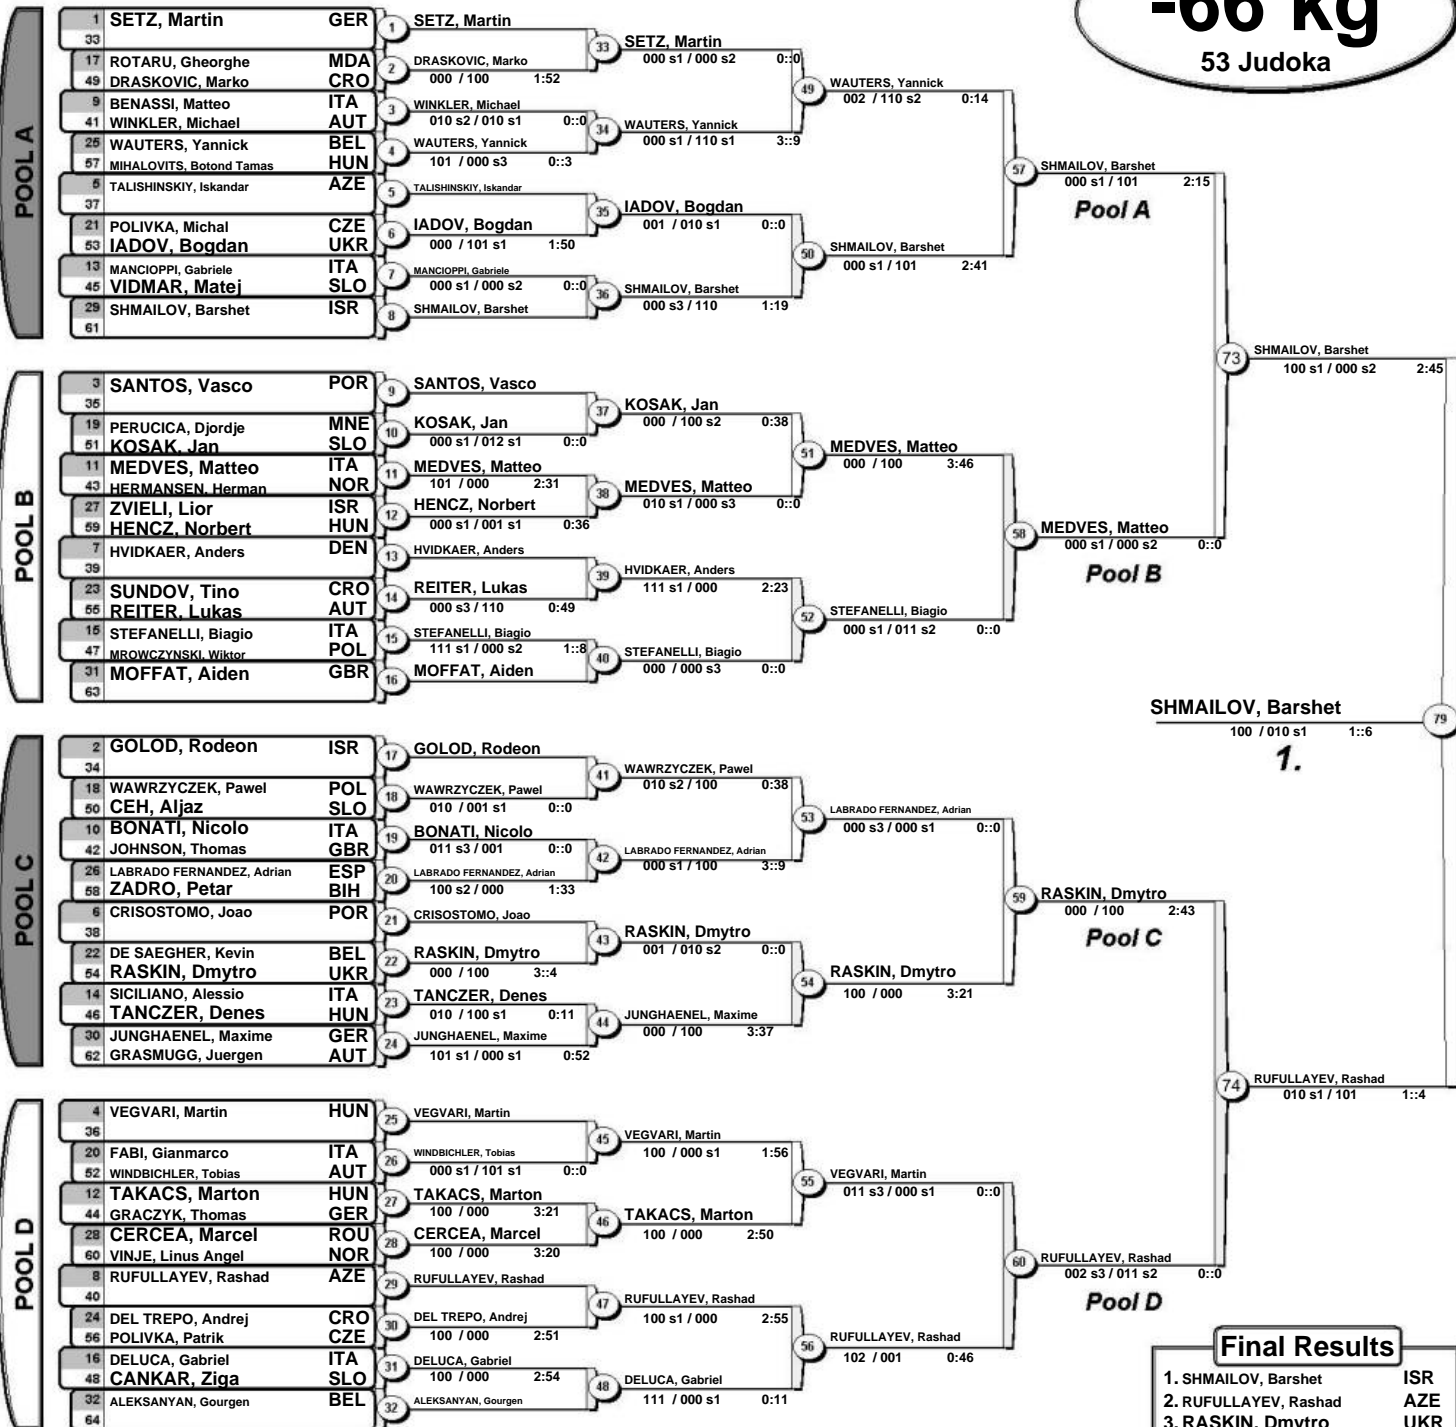 -66 kg
53 Judoka
POOL A
1 SETZ, Martin GER
33
17 ROTARU, Gheorghe MDA
49 DRASKOVIC, Marko CRO
9 BENASSI, Matteo ITA
41 WINKLER, Michael AUT
25 WAUTERS, Yannick BEL
57 MIHALOVITS, Botond Tamas HUN
5 TALISHINSKIY, Iskandar AZE
37
21 POLIVKA, Michal CZE
53 IADOV, Bogdan UKR
13 MANCIOPPI, Gabriele ITA
45 VIDMAR, Matej SLO
29 SHMAILOV, Barshet ISR
61
1 SETZ, Martin
2 DRASKOVIC, Marko
000 / 100 1:52
3 WINKLER, Michael
010 s2 / 010 s1 0::0
4 WAUTERS, Yannick
101 / 000 s3 0::3
5 TALISHINSKIY, Iskandar
6 IADOV, Bogdan
000 / 101 s1 1:50
7 MANCIOPPI, Gabriele
000 s1 / 000 s2 0::0
8 SHMAILOV, Barshet
33 SETZ, Martin
000 s1 / 000 s2 0::0
34 WAUTERS, Yannick
000 s1 / 110 s1 3::9
35 IADOV, Bogdan
001 / 010 s1 0::0
36 SHMAILOV, Barshet
000 s3 / 110 1:19
49 WAUTERS, Yannick
002 / 110 s2 0:14
50 SHMAILOV, Barshet
000 s1 / 101 2:41
57 SHMAILOV, Barshet
000 s1 / 101 2:15
Pool A
POOL B
3 SANTOS, Vasco POR
35
19 PERUCICA, Djordje MNE
51 KOSAK, Jan SLO
11 MEDVES, Matteo ITA
43 HERMANSEN, Herman NOR
27 ZVIELI, Lior ISR
59 HENCZ, Norbert HUN
7 HVIDKAER, Anders DEN
39
23 SUNDOV, Tino CRO
55 REITER, Lukas AUT
15 STEFANELLI, Biagio ITA
47 MROWCZYNSKI, Wiktor POL
31 MOFFAT, Aiden GBR
63
9 SANTOS, Vasco
10 KOSAK, Jan
000 s1 / 012 s1 0::0
11 MEDVES, Matteo
101 / 000 2:31
12 HENCZ, Norbert
000 s1 / 001 s1 0:36
13 HVIDKAER, Anders
14 REITER, Lukas
000 s3 / 110 0:49
15 STEFANELLI, Biagio
111 s1 / 000 s2 1::8
16 MOFFAT, Aiden
37 KOSAK, Jan
000 / 100 s2 0:38
38 MEDVES, Matteo
010 s1 / 000 s3 0::0
39 HVIDKAER, Anders
111 s1 / 000 2:23
40 STEFANELLI, Biagio
000 / 000 s3 0::0
51 MEDVES, Matteo
000 / 100 3:46
52 STEFANELLI, Biagio
000 s1 / 011 s2 0::0
58 MEDVES, Matteo
000 s1 / 000 s2 0::0
Pool B
73 SHMAILOV, Barshet
100 s1 / 000 s2 2:45
SHMAILOV, Barshet 79
100 / 010 s1 1::6
1.
POOL C
2 GOLOD, Rodeon ISR
34
18 WAWRZYCZEK, Pawel POL
50 CEH, Aljaz SLO
10 BONATI, Nicolo ITA
42 JOHNSON, Thomas GBR
26 LABRADO FERNANDEZ, Adrian ESP
58 ZADRO, Petar BIH
6 CRISOSTOMO, Joao POR
38
22 DE SAEGHER, Kevin BEL
54 RASKIN, Dmytro UKR
14 SICILIANO, Alessio ITA
46 TANCZER, Denes HUN
30 JUNGHAENEL, Maxime GER
62 GRASMUGG, Juergen AUT
17 GOLOD, Rodeon
18 WAWRZYCZEK, Pawel
010 / 001 s1 0::0
19 BONATI, Nicolo
011 s3 / 001 0::0
20 LABRADO FERNANDEZ, Adrian
100 s2 / 000 1:33
21 CRISOSTOMO, Joao
22 RASKIN, Dmytro
000 / 100 3::4
23 TANCZER, Denes
010 / 100 s1 0:11
24 JUNGHAENEL, Maxime
101 s1 / 000 s1 0:52
41 WAWRZYCZEK, Pawel
010 s2 / 100 0:38
42 LABRADO FERNANDEZ, Adrian
000 s1 / 100 3::9
43 RASKIN, Dmytro
001 / 010 s2 0::0
44 JUNGHAENEL, Maxime
000 / 100 3:37
53 LABRADO FERNANDEZ, Adrian
000 s3 / 000 s1 0::0
54 RASKIN, Dmytro
100 / 000 3:21
59 RASKIN, Dmytro
000 / 100 2:43
Pool C
POOL D
4 VEGVARI, Martin HUN
36
20 FABI, Gianmarco ITA
52 WINDBICHLER, Tobias AUT
12 TAKACS, Marton HUN
44 GRACZYK, Thomas GER
28 CERCEA, Marcel ROU
60 VINJE, Linus Angel NOR
8 RUFULLAYEV, Rashad AZE
40
24 DEL TREPO, Andrej CRO
56 POLIVKA, Patrik CZE
16 DELUCA, Gabriel ITA
48 CANKAR, Ziga SLO
32 ALEKSANYAN, Gourgen BEL
64
25 VEGVARI, Martin
26 WINDBICHLER, Tobias
000 s1 / 101 s1 0::0
27 TAKACS, Marton
100 / 000 3:21
28 CERCEA, Marcel
100 / 000 3:20
29 RUFULLAYEV, Rashad
30 DEL TREPO, Andrej
100 / 000 2:51
31 DELUCA, Gabriel
100 / 000 2:54
32 ALEKSANYAN, Gourgen
45 VEGVARI, Martin
100 / 000 s1 1:56
46 TAKACS, Marton
100 / 000 2:50
47 RUFULLAYEV, Rashad
100 s1 / 000 2:55
48 DELUCA, Gabriel
111 / 000 s1 0:11
55 VEGVARI, Martin
011 s3 / 000 s1 0::0
56 RUFULLAYEV, Rashad
102 / 001 0:46
60 RUFULLAYEV, Rashad
002 s3 / 011 s2 0::0
Pool D
74 RUFULLAYEV, Rashad
010 s1 / 101 1::4
Final Results
1. SHMAILOV, Barshet ISR
2. RUFULLAYEV, Rashad AZE
3. RASKIN, Dmytro UKR